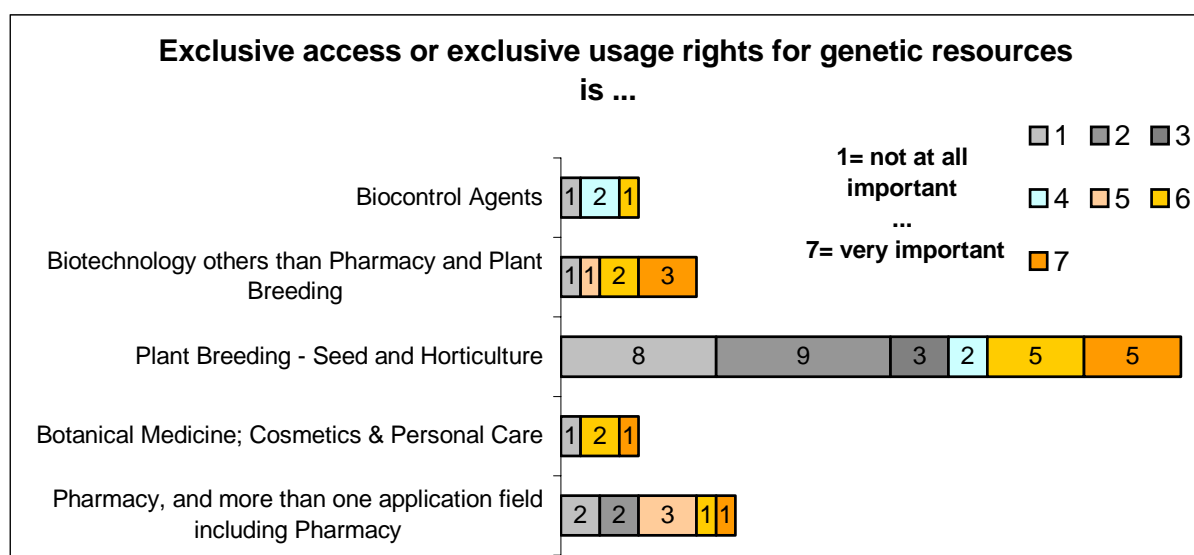 Exclusive access or exclusive usage rights for genetic resources
is ...
1= not at all
important
...
7= very important
1 2 3
4 5 6
7
Biocontrol Agents
1 2 1
Biotechnology others than Pharmacy and Plant
Breeding
1 1 2 3
Plant Breeding - Seed and Horticulture
8 9 3 2 5 5
Botanical Medicine; Cosmetics & Personal Care
1 2 1
Pharmacy, and more than one application field
including Pharmacy
2 2 3 1 1